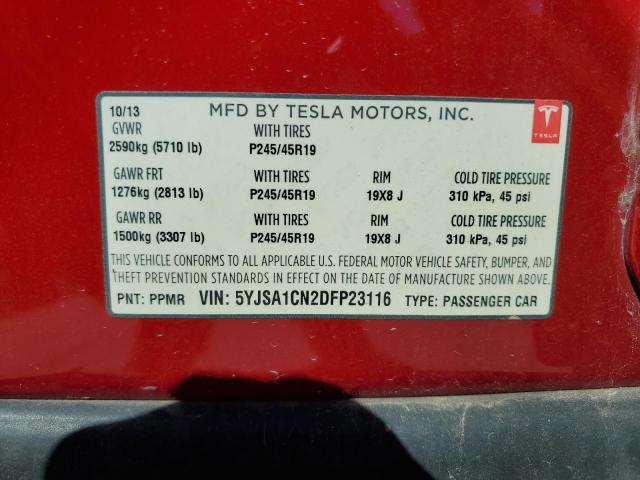 10/13 MFD BY TESLA MOTORS, INC.
GVWR WITH TIRES
2590kg (5710 lb) P245/45R19
TESLA
GAWR FRT WITH TIRES RIM COLD TIRE PRESSURE
1276kg (2813 lb) P245/45R19 19X8 J 310 kPa, 45 psi
GAWR RR WITH TIRES RIM COLD TIRE PRESSURE
1500kg (3307 lb) P245/45R19 19X8 J 310 kPa, 45 psi
THIS VEHICLE CONFORMS TO ALL APPLICABLE U.S. FEDERAL MOTOR VEHICLE SAFETY, BUMPER, AND
THEFT PREVENTION STANDARDS IN EFFECT ON THE DATE OF MANUFACTURE SHOWN ABOVE.
PNT: PPMR VIN: 5YJSA1CN2DFP23116 TYPE: PASSENGER CAR